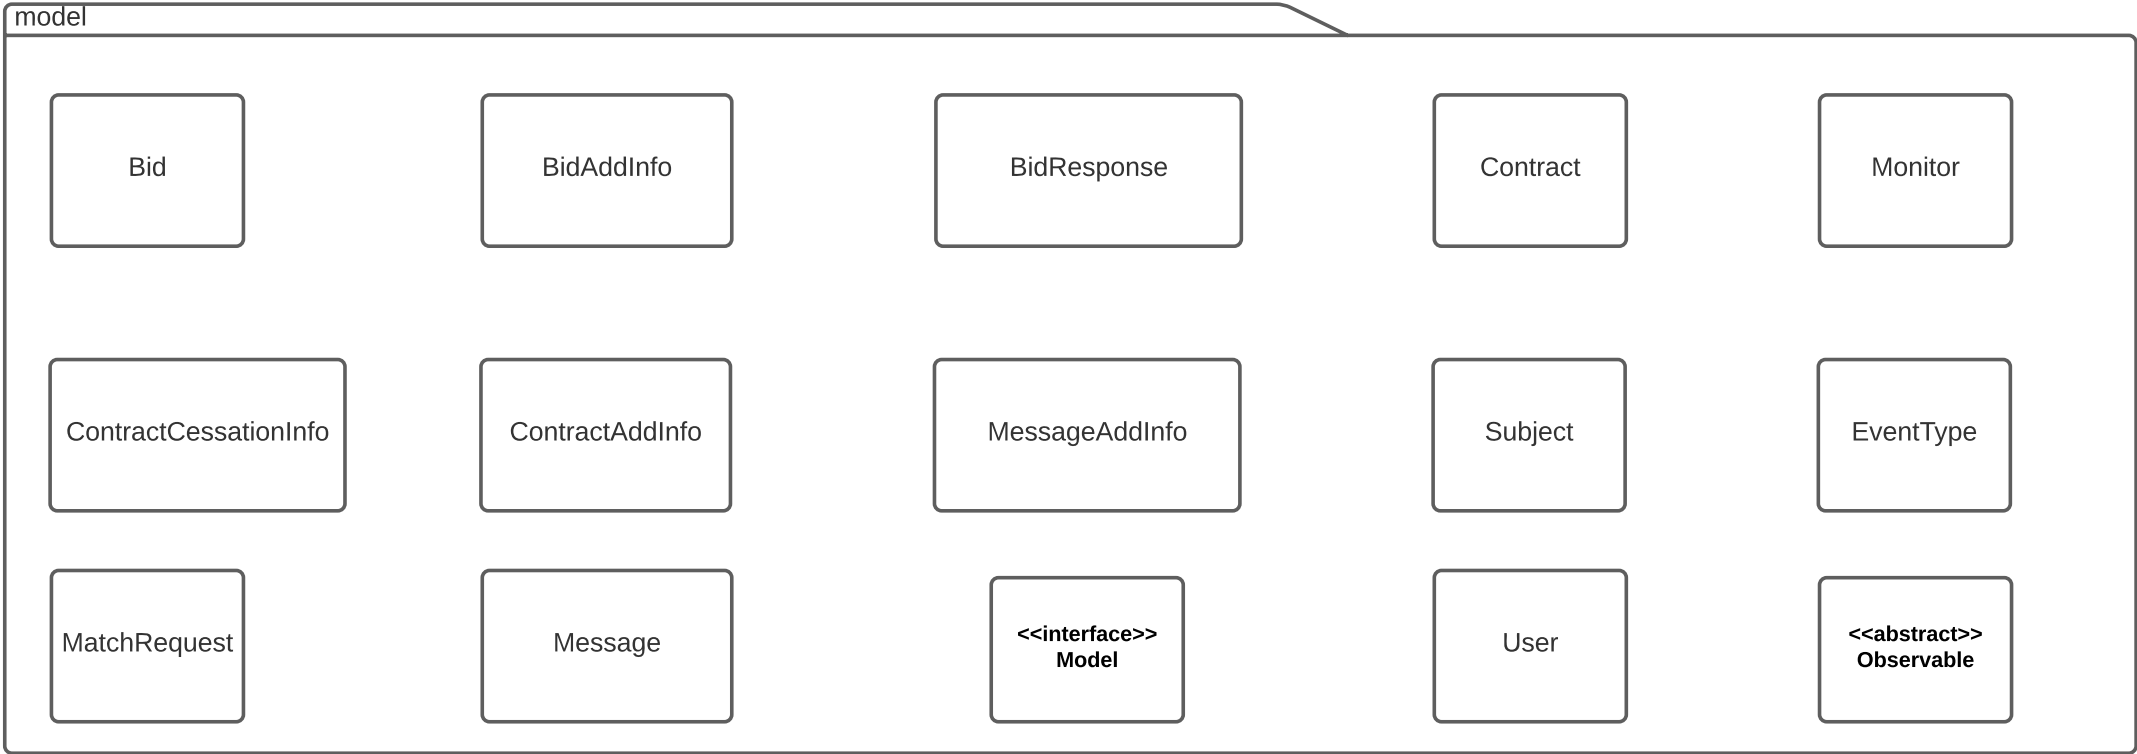 model
Bid
BidAddInfo
BidResponse
Contract
Monitor
ContractCessationInfo
ContractAddInfo
MessageAddInfo
Subject
EventType
MatchRequest
Message
<<interface>>
Model
User
<<abstract>>
Observable